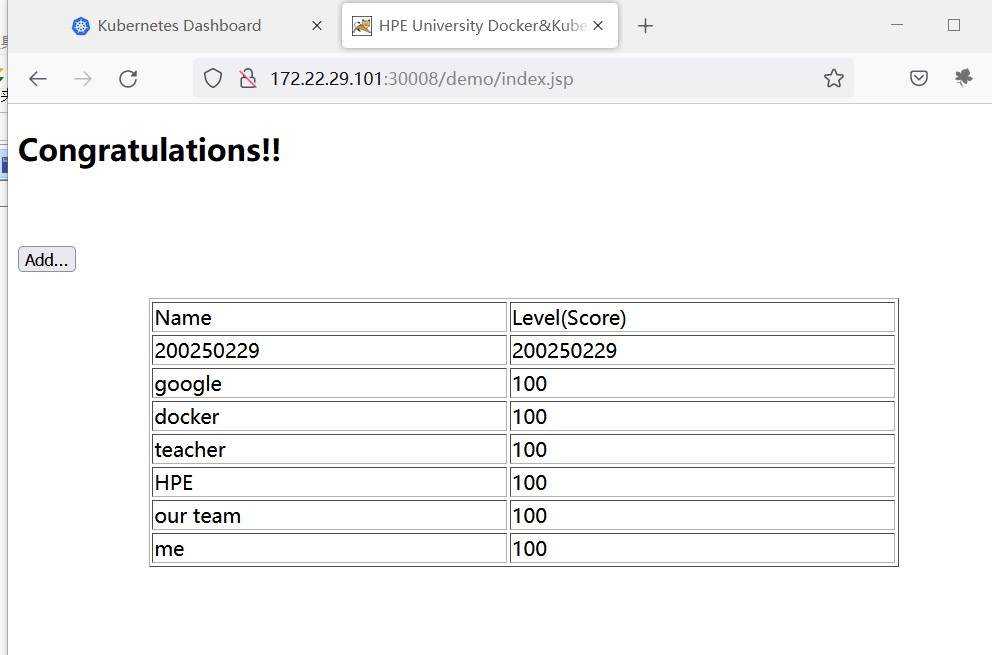 Kubernetes Dashboard
HPE University Docker&Kube
172.22.29.101:30008/demo/index.jsp
Congratulations!!
Add...
Name Level(Score)
200250229 200250229
google 100
docker 100
teacher 100
HPE 100
our team 100
me 100